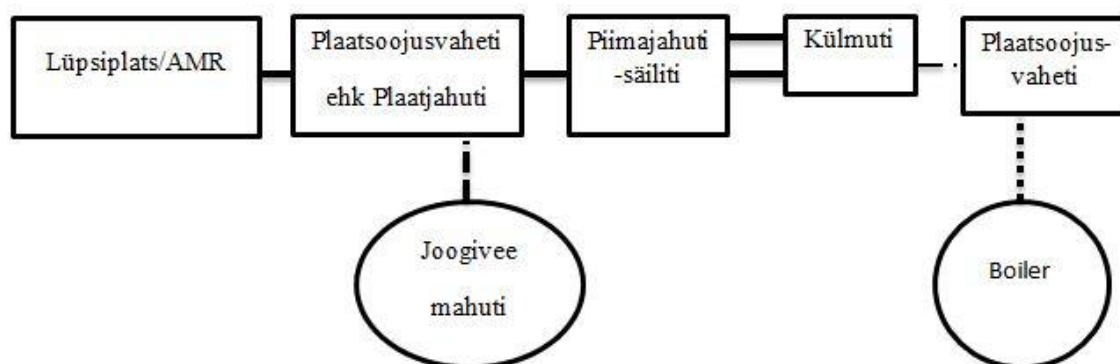 Lüpsiplats/AMR
Plaatsoojusvaheti
ehk Plaatjahuti
Piimajahuti
-säiliti
Külmuti
Plaatsoojus-
vaheti
Joogivee
mahuti
Boiler